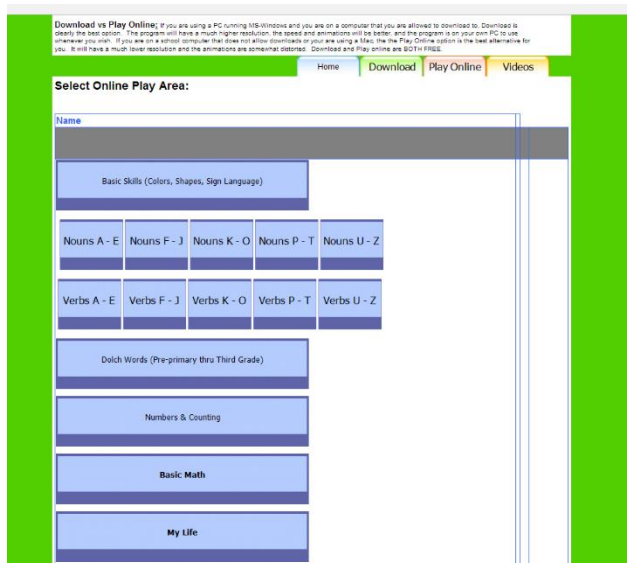 Download vs Play Online: If you are using a PC running MS-Windows and you are on a computer that you are allowed to download to, Download is
clearly the best option. The program will have a much higher resolution, the speed and animations will be better, and the program is on your own PC to use
whenever you wish. If you are on a school computer that does not allow downloads or your are using a Mac, the the Play Online option is the best alternative for
you. It will have a much lower resolution and the animations are somewhat distorted. Download and Play online are BOTH FREE.
Home Download Play Online Videos
Select Online Play Area:
Name
Basic Skills (Colors, Shapes, Sign Language)
Nouns A - E Nouns F - J Nouns K - O Nouns P - T Nouns U - Z
Verbs A - E Verbs F - J Verbs K - O Verbs P - T Verbs U - Z
Dolch Words (Pre-primary thru Third Grade)
Numbers & Counting
Basic Math
My Life